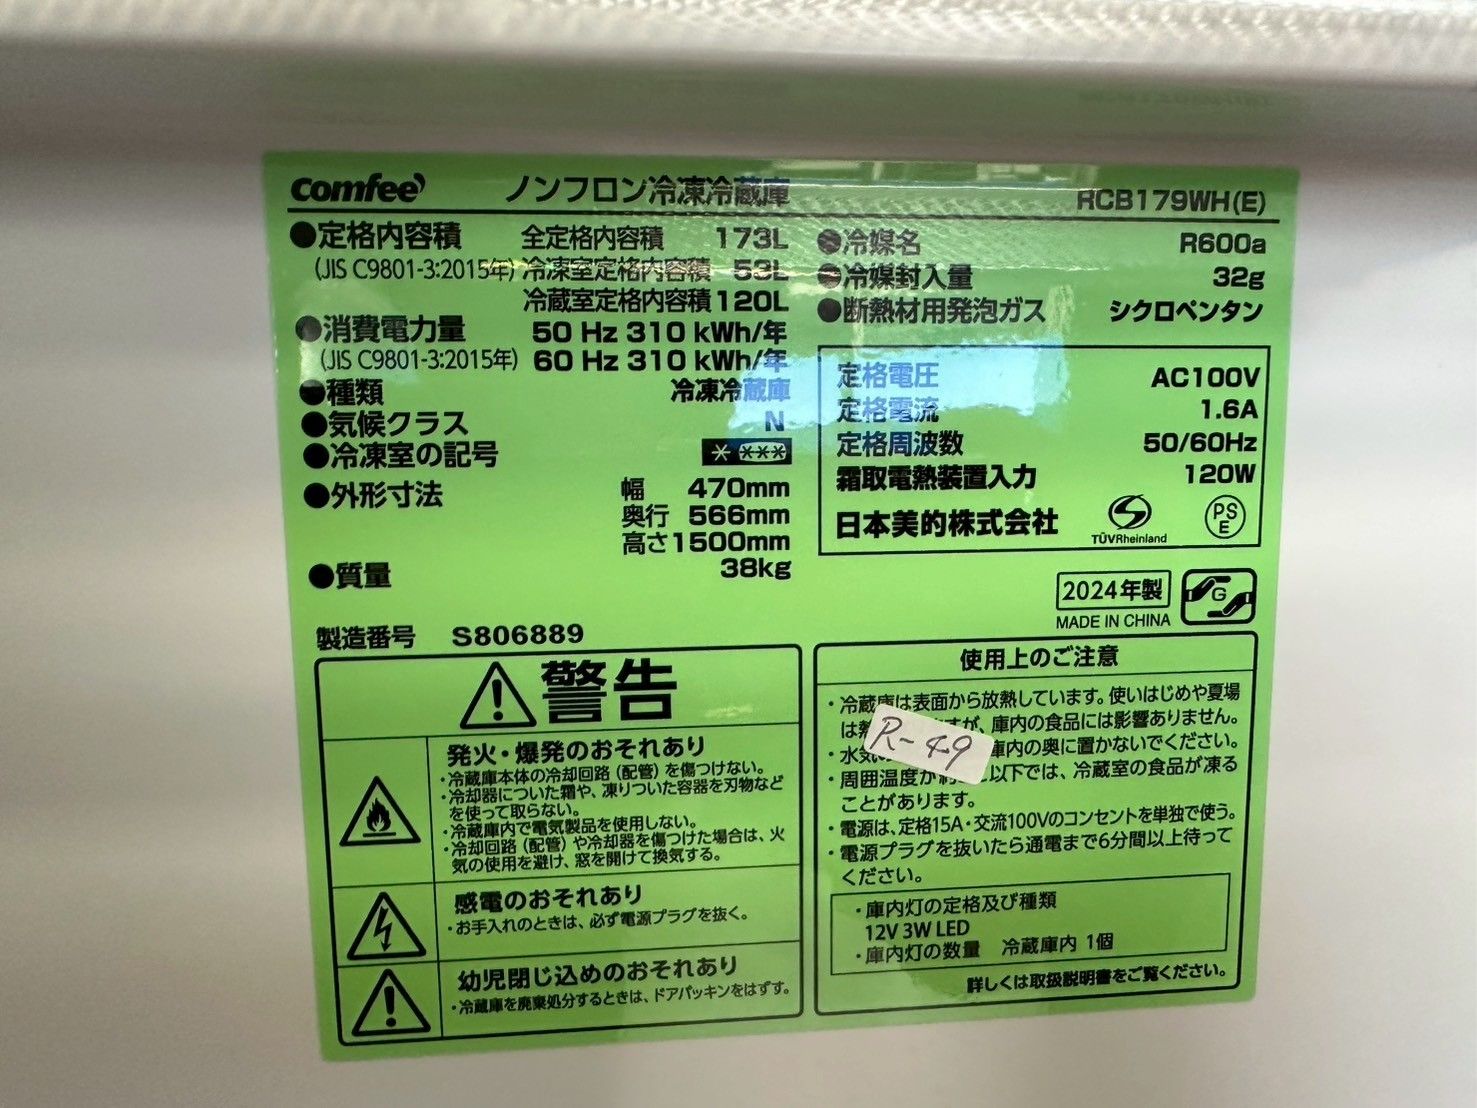 comfee' ノンフロン冷凍冷蔵庫 RCB179WH(E)
●定格内容積 全定格内容積 173L
(JIS C9801-3:2015年) 冷凍室定格内容積 53L
冷蔵室定格内容積 120L
●消費電力量 50 Hz 310 kWh/年
(JIS C9801-3:2015年) 60 Hz 310 kWh/年
●種類 冷凍冷蔵庫
●気候クラス N
●冷凍室の記号 * ***
●外形寸法 幅 470mm
奥行 566mm
高さ 1500mm
●質量 38kg
製造番号 S806889
●冷媒名 R600a
●冷媒封入量 32g
●断熱材用発泡ガス シクロペンタン
定格電圧 AC100V
定格電流 1.6A
定格周波数 50/60Hz
霜取電熱装置入力 120W
日本美的株式会社
TÜVRheinland
PS
E
2024年製
G
MADE IN CHINA
警告
発火・爆発のおそれあり
・冷蔵庫本体の冷却回路(配管)を傷つけない。
・冷却器についた霜や、凍りついた容器を刃物など
を使って取らない。
・冷蔵庫内で電気製品を使用しない。
・冷却回路(配管)や冷却器を傷つけた場合は、火
気の使用を避け、窓を開けて換気する。
感電のおそれあり
・お手入れのときは、必ず電源プラグを抜く。
幼児閉じ込めのおそれあり
・冷蔵庫を廃棄処分するときは、ドアパッキンをはずす。
使用上のご注意
・冷蔵庫は表面から放熱しています。使いはじめや夏場
は熱 すが、庫内の食品には影響ありません。
・水気 庫内の奥に置かないでください。
R-49
・周囲温度が 以下では、冷蔵室の食品が凍る
ことがあります。
・電源は、定格15A・交流100Vのコンセントを単独で使う。
・電源プラグを抜いたら通電まで6分間以上待って
ください。
・庫内灯の定格及び種類
12V 3W LED
・庫内灯の数量 冷蔵庫内 1個
詳しくは取扱説明書をご覧ください。